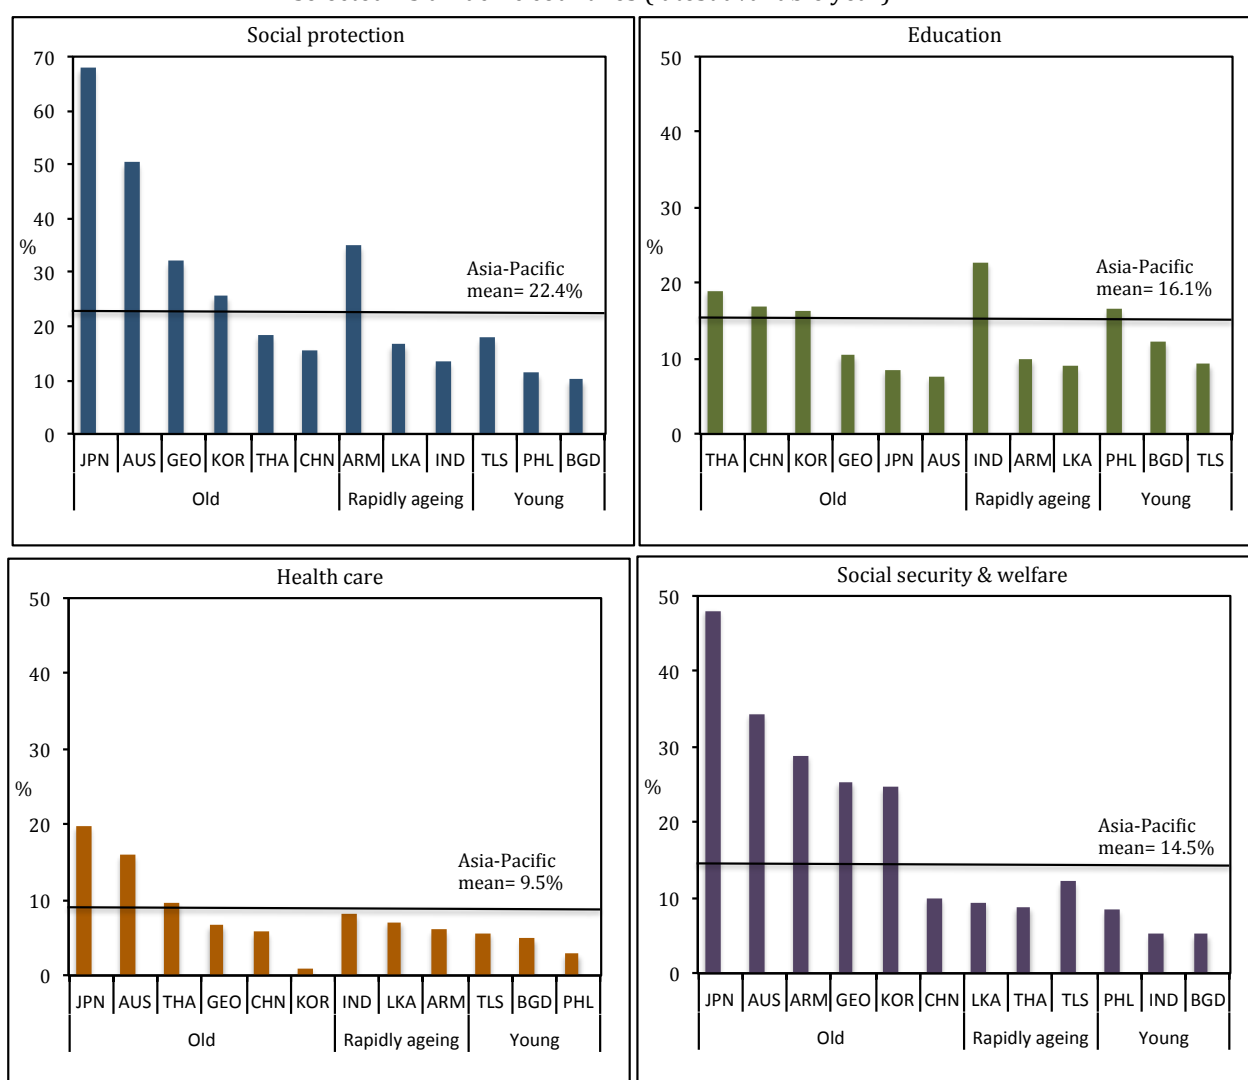 Social protection
70
60
50
40
%
30
20
10
0
Asia-Pacific
mean= 22.4%
JPN AUS GEO KOR THA CHN ARM LKA IND TLS PHL BGD
Old Rapidly ageing Young
Education
50
40
30
%
20
10
0
Asia-Pacific
mean= 16.1%
THA CHN KOR GEO JPN AUS IND ARM LKA PHL BGD TLS
Old Rapidly ageing Young
Health care
50
40
30
%
20
10
0
Asia-Pacific
mean= 9.5%
JPN AUS THA GEO CHN KOR IND LKA ARM TLS BGD PHL
Old Rapidly ageing Young
Social security & welfare
50
40
30
%
20
10
0
Asia-Pacific
mean= 14.5%
JPN AUS ARM GEO KOR CHN LKA THA TLS PHL IND BGD
Old Rapidly ageing Young